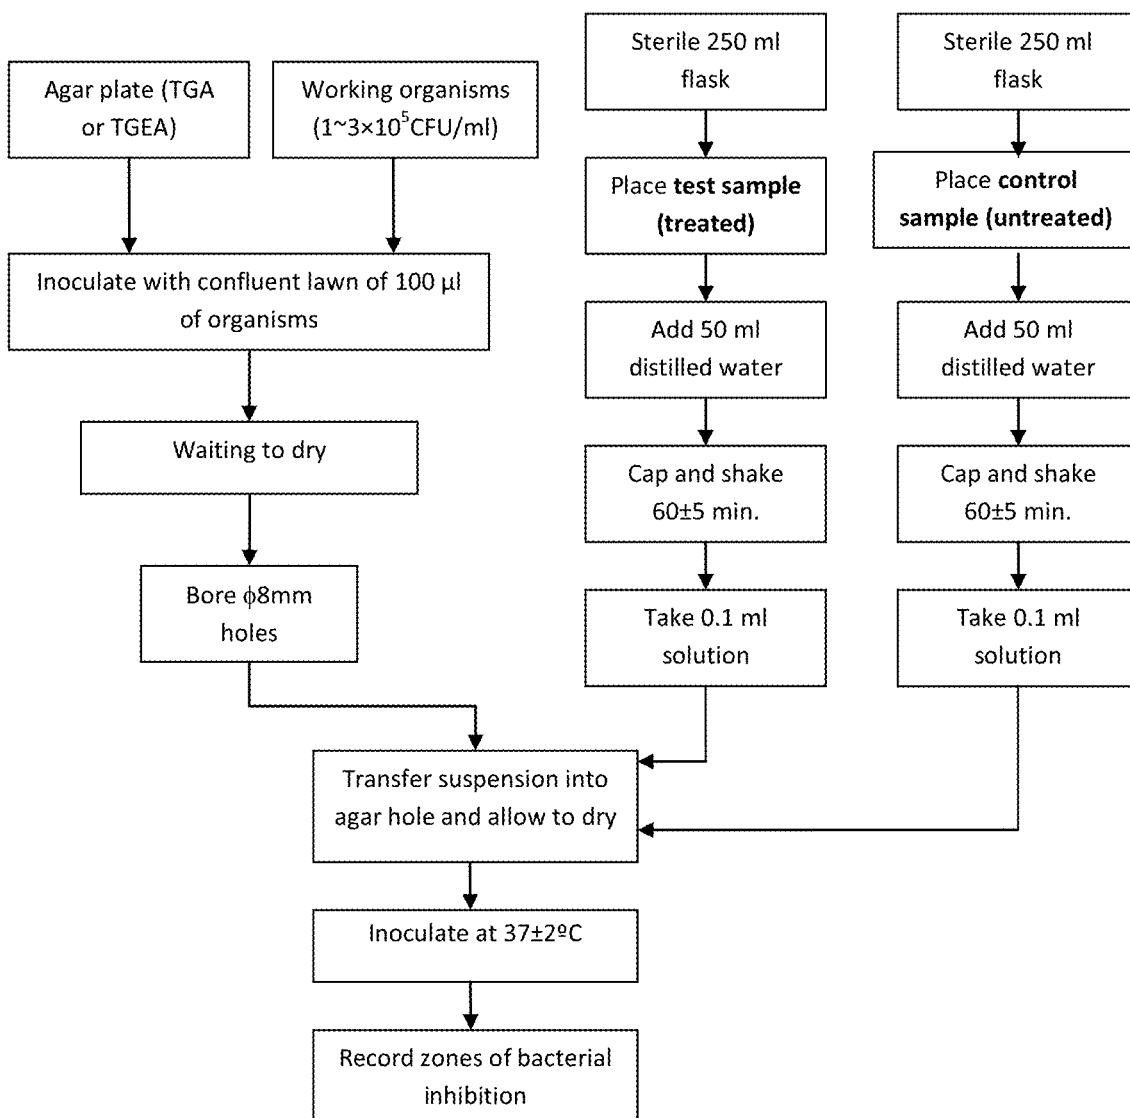 Agar plate (TGA
or TGEA)
Working organisms
(1~3×10⁵CFU/ml)
Inoculate with confluent lawn of 100 µl
of organisms
Waiting to dry
Bore ϕ8mm
holes
Sterile 250 ml
flask
Place test sample
(treated)
Add 50 ml
distilled water
Cap and shake
60±5 min.
Take 0.1 ml
solution
Sterile 250 ml
flask
Place control
sample (untreated)
Add 50 ml
distilled water
Cap and shake
60±5 min.
Take 0.1 ml
solution
Transfer suspension into
agar hole and allow to dry
Inoculate at 37±2ºC
Record zones of bacterial
inhibition